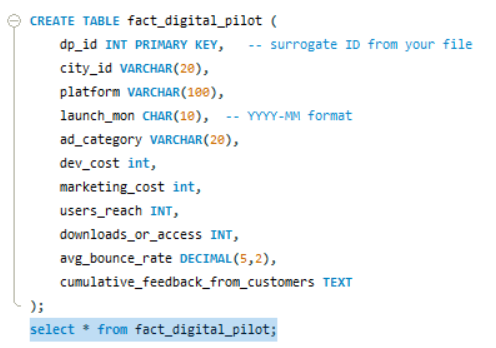 CREATE TABLE fact_digital_pilot (
dp_id INT PRIMARY KEY, -- surrogate ID from your file
city_id VARCHAR(20),
platform VARCHAR(100),
launch_mon CHAR(10), -- YYYY-MM format
ad_category VARCHAR(20),
dev_cost int,
marketing_cost int,
users_reach INT,
downloads_or_access INT,
avg_bounce_rate DECIMAL(5,2),
cumulative_feedback_from_customers TEXT
);
select * from fact_digital_pilot;